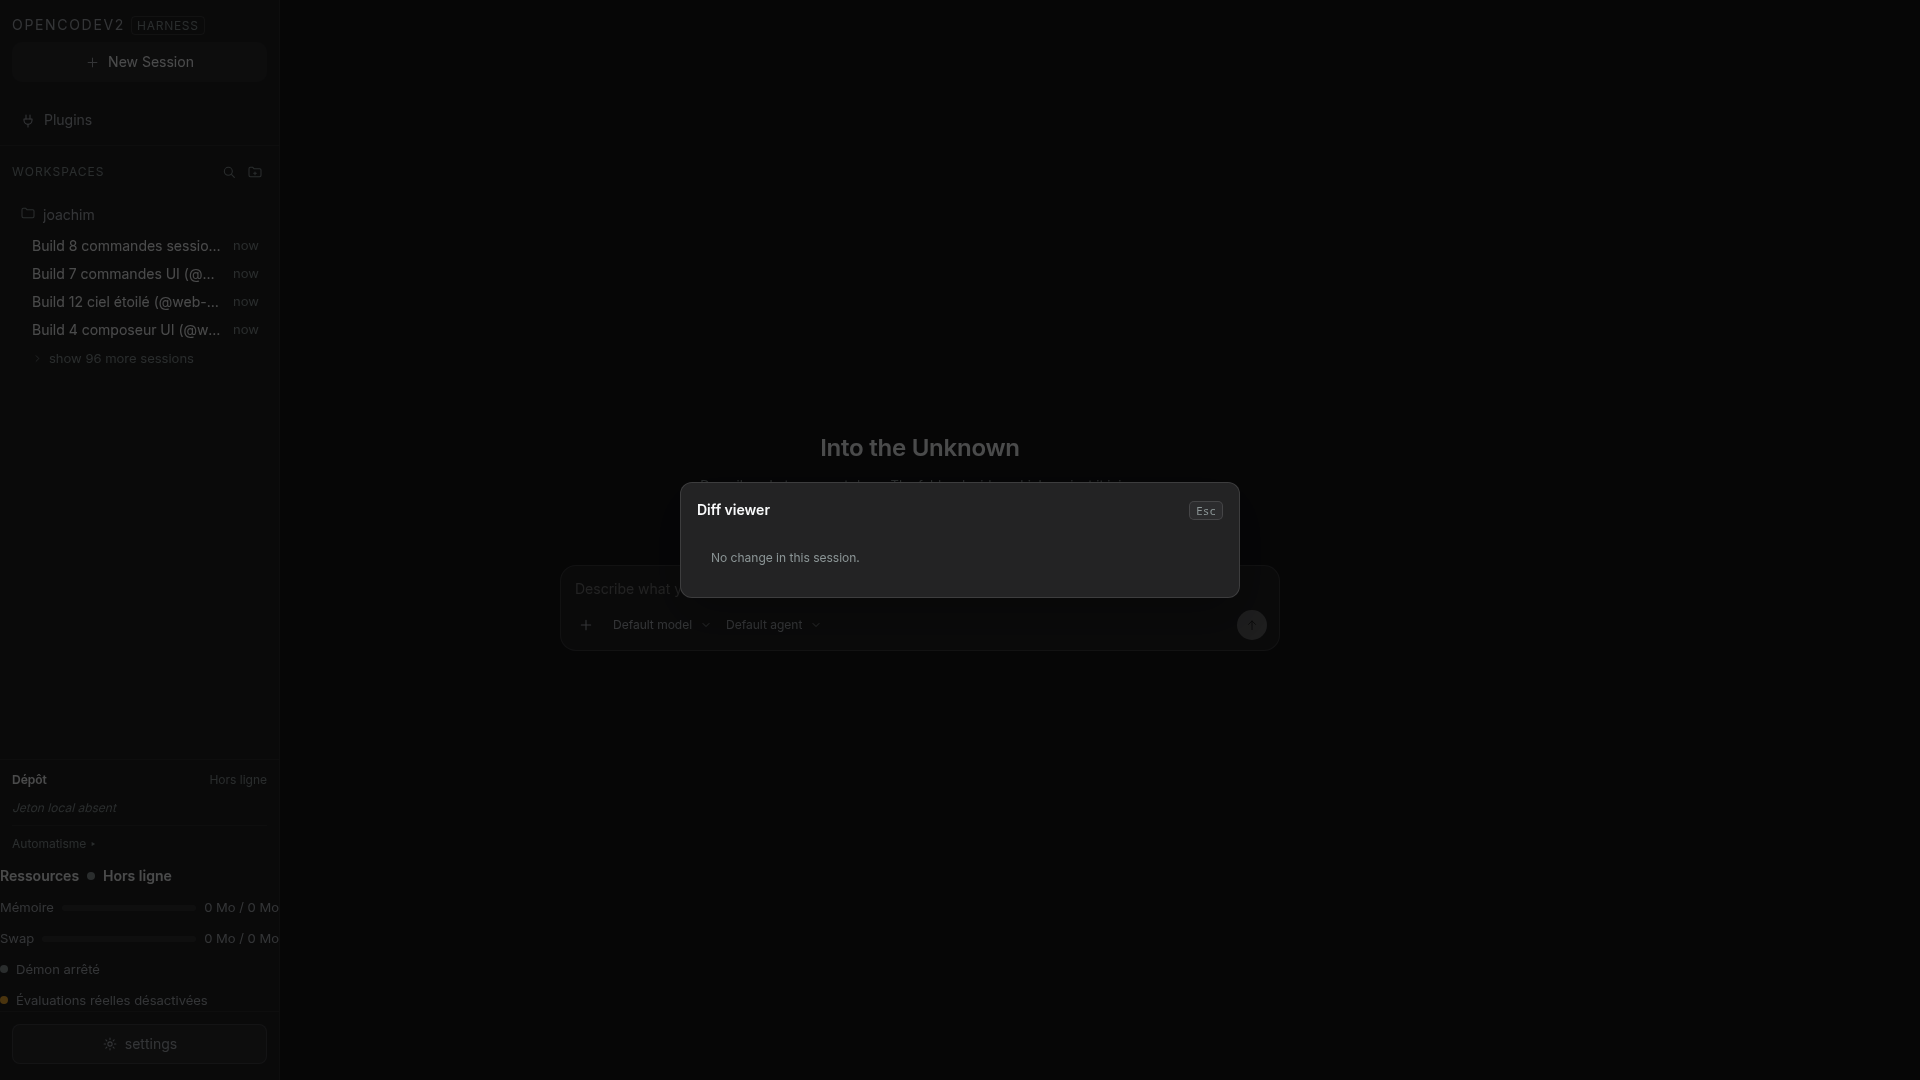 OPENCODEV2 HARNESS
New Session
Plugins
WORKSPACES
joachim
Build 8 commandes sessio... now
Build 7 commandes UI (@... now
Build 12 ciel étoilé (@web-... now
Build 4 composeur UI (@w... now
show 96 more sessions
Dépôt Hors ligne
Jeton local absent
Automatisme
Ressources Hors ligne
Mémoire 0 Mo / 0 Mo
Swap 0 Mo / 0 Mo
Démon arrêté
Évaluations réelles désactivées
settings
Into the Unknown
Diff viewer Esc
No change in this session.
Describe what
Default model Default agent